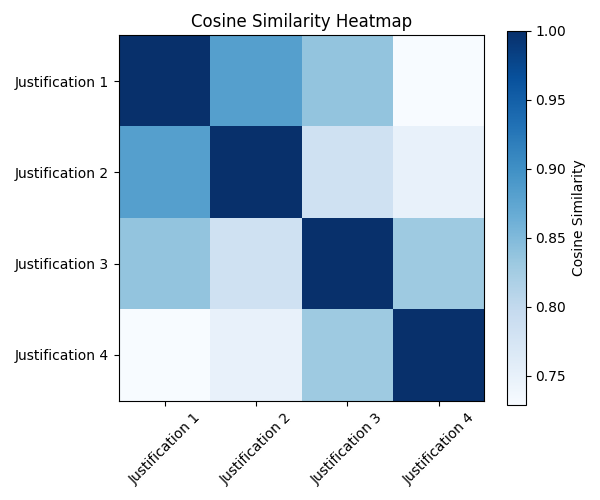 Cosine Similarity Heatmap
Justification 1
Justification 2
Justification 3
Justification 4
Justification 1
Justification 2
Justification 3
Justification 4
1.00
0.95
0.90
0.85
0.80
0.75
Cosine Similarity